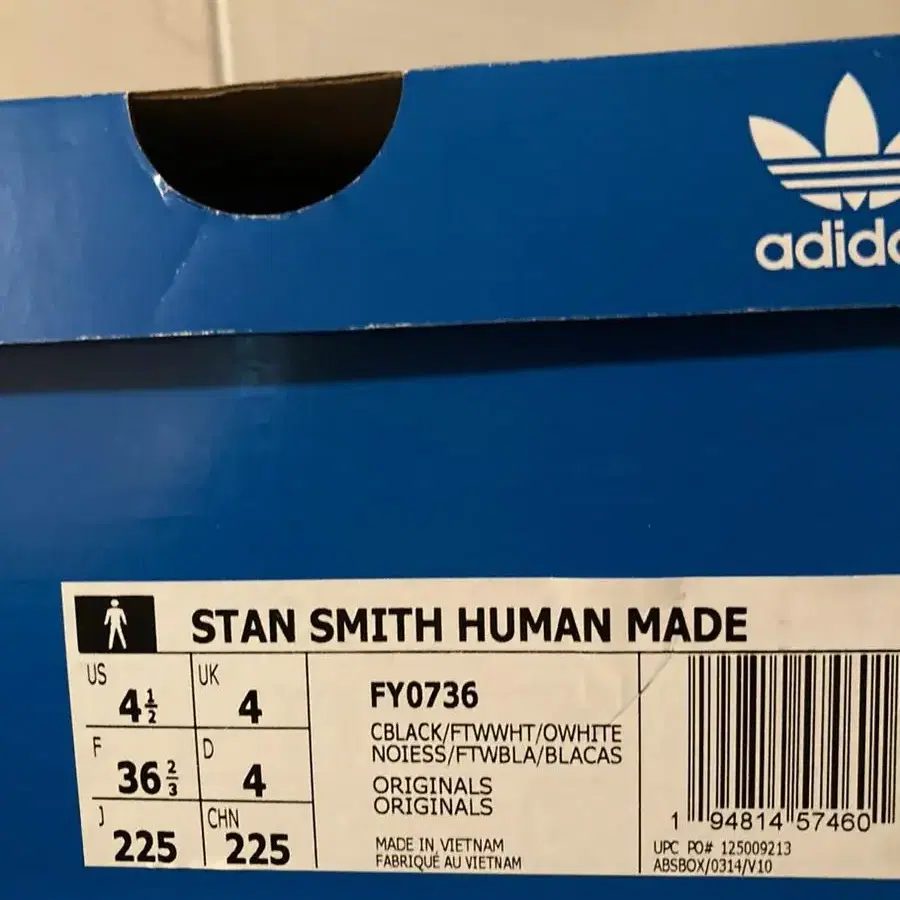 adida
STAN SMITH HUMAN MADE
US
4½
UK
4
F
36⅔
D
4
J
225
CHN
225
FY0736
CBLACK/FTWWHT/OWHITE
NOIESS/FTWBLA/BLACAS
ORIGINALS
ORIGINALS
MADE IN VIETNAM
FABRIQUÉ AU VIETNAM
1 94814 57460
UPC PO# 125009213
ABSBOX/0314/V10